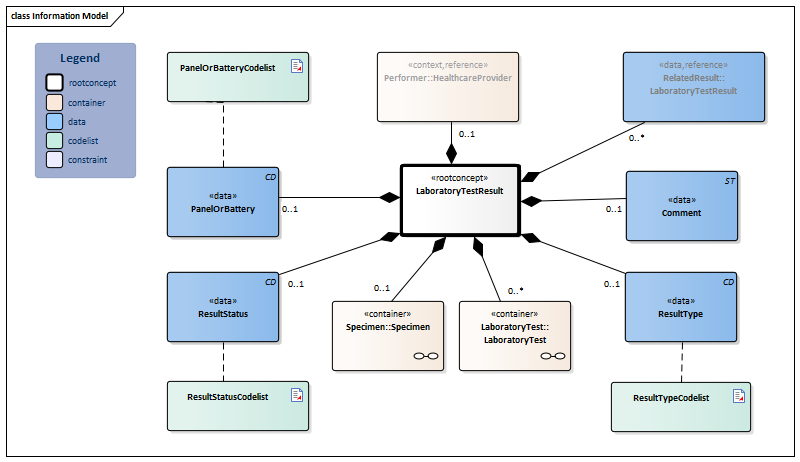 class Information Model
Legend
rootconcept
container
data
codelist
constraint
PanelOrBatteryCodelist
«context,reference»
Performer::HealthcareProvider
«data,reference»
RelatedResult::
LaboratoryTestResult
0..1
0..*
CD
«data»
PanelOrBattery
0..1
«rootconcept»
LaboratoryTestResult
ST
«data»
Comment
0..1
CD
«data»
ResultStatus
0..1
0..1
«container»
Specimen::Specimen
0..*
«container»
LaboratoryTest::
LaboratoryTest
0..1
CD
«data»
ResultType
ResultStatusCodelist
ResultTypeCodelist